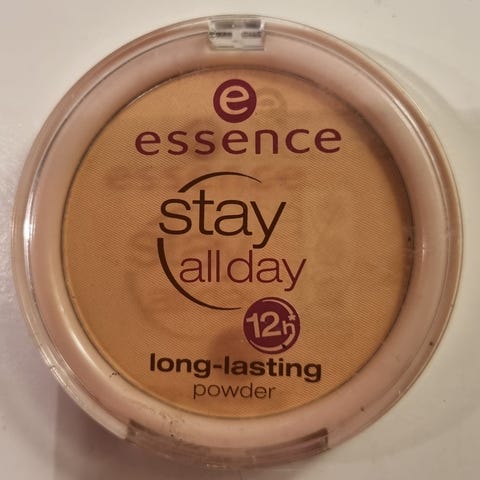 e
essence
stay
all day
12h*
long-lasting
powder